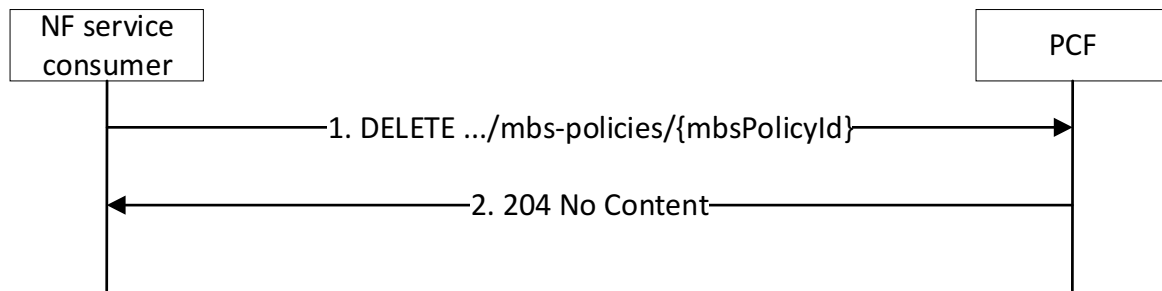 NF service
consumer
PCF
1. DELETE .../mbs-policies/{mbsPolicyId}
2. 204 No Content